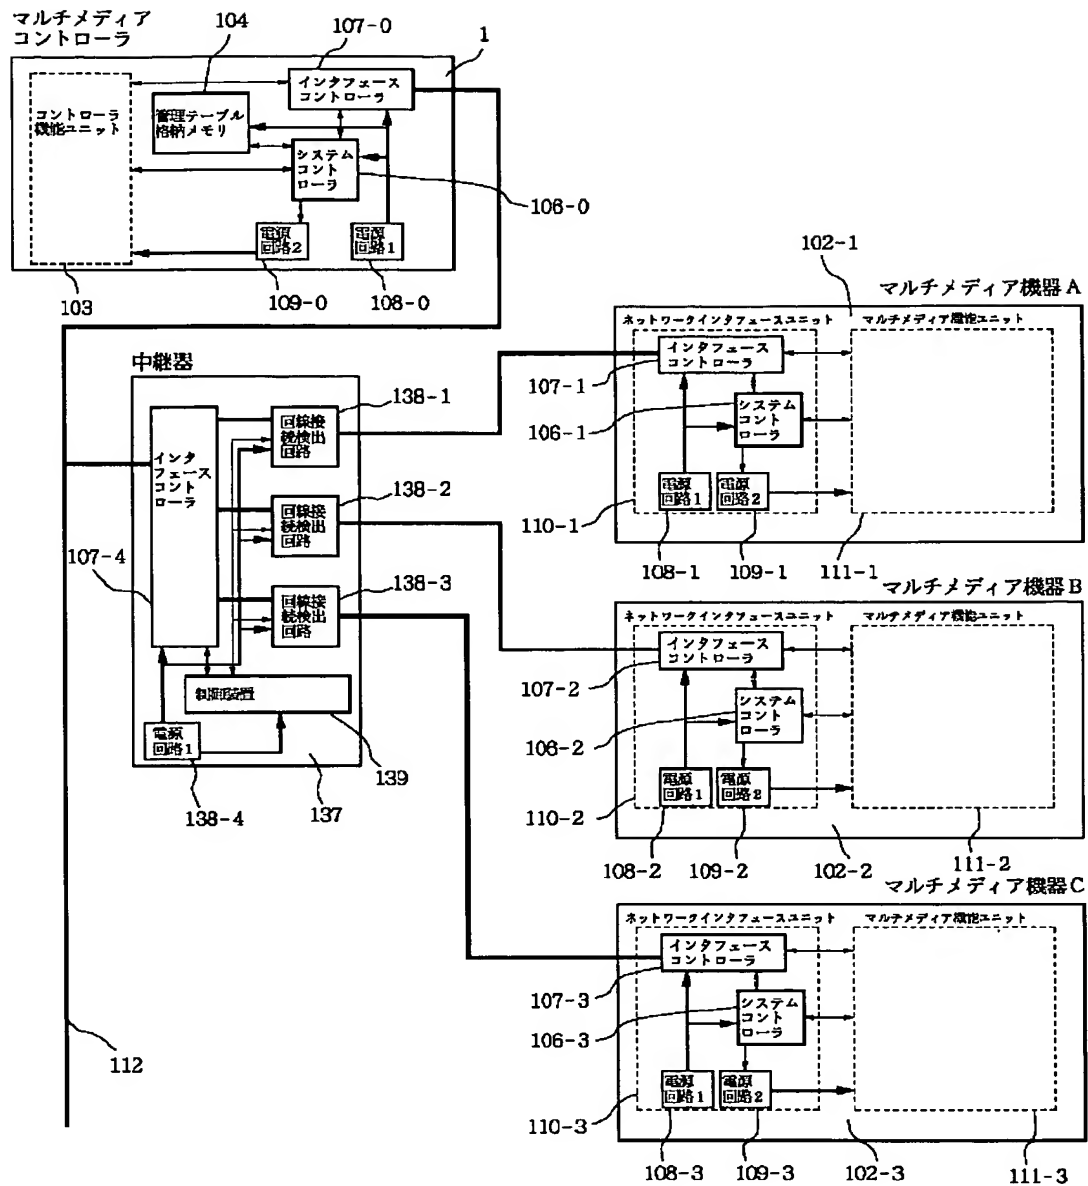 マルチメディア
コントローラ
107-0
104
1
インタフェース
コントローラ
コントローラ
機能ユニット
管理テーブル
格納メモリ
システム
コント
ローラ
106-0
電源
回路2
電源
回路1
103
109-0
108-0
中継器
138-1
回線接
続検出
回路
インタ
フェース
コント
ローラ
138-2
回線接
続検出
回路
107-4
138-3
回線接
続検出
回路
制御装置
電源
回路1
139
138-4
137
112
102-1
マルチメディア機器A
ネットワークインタフェースユニット
マルチメディア機能ユニット
インタフェース
コントローラ
107-1
システム
コント
ローラ
106-1
電源
回路1
電源
回路2
110-1
108-1
109-1
111-1
マルチメディア機器B
ネットワークインタフェースユニット
マルチメディア機能ユニット
インタフェース
コントローラ
107-2
システム
コント
ローラ
106-2
電源
回路1
電源
回路2
110-2
108-2
109-2
102-2
111-2
マルチメディア機器C
ネットワークインタフェースユニット
マルチメディア機能ユニット
インタフェース
コントローラ
107-3
システム
コント
ローラ
106-3
電源
回路1
電源
回路2
110-3
108-3
109-3
102-3
111-3